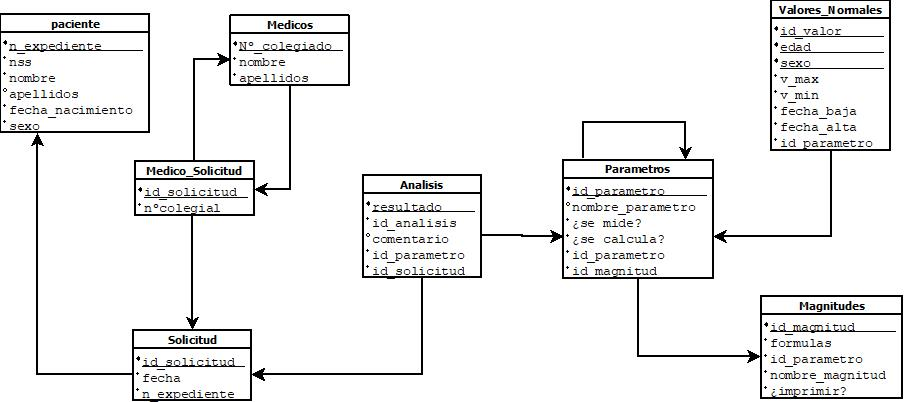 paciente
n_expediente
nss
nombre
apellidos
fecha_nacimiento
sexo
Medicos
Nº_colegiado
nombre
apellidos
Valores_Normales
id_valor
edad
sexo
v_max
v_min
fecha_baja
fecha_alta
id_parametro
Medico_Solicitud
id_solicitud
nºcolegial
Analisis
resultado
id_analisis
comentario
id_parametro
id_solicitud
Parametros
id_parametro
nombre_parametro
¿se mide?
¿se calcula?
id_parametro
id_magnitud
Solicitud
id_solicitud
fecha
n_expediente
Magnitudes
id_magnitud
formulas
id_parametro
nombre_magnitud
¿imprimir?